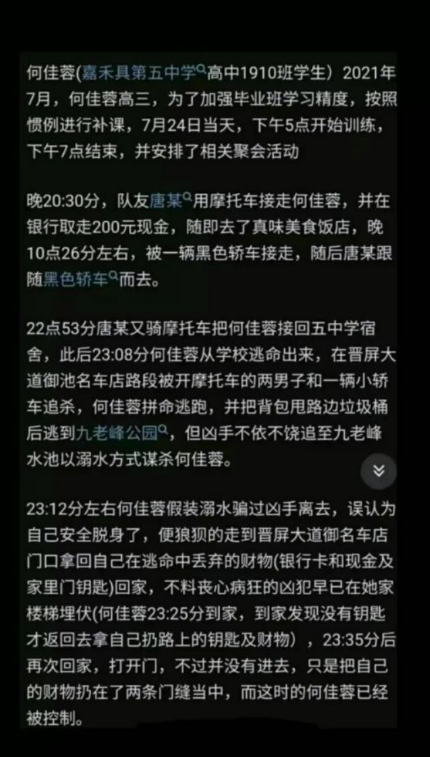 何佳蓉(嘉禾具第五中学高中1910班学生）2021年
7月，何佳蓉高三，为了加强毕业班学习精度，按照
惯例进行补课，7月24日当天，下午5点开始训练，
下午7点结束，并安排了相关聚会活动
晚20:30分，队友唐某用摩托车接走何佳蓉，并在
银行取走200元现金，随即去了真味美食饭店，晚
10点26分左右，被一辆黑色轿车接走，随后唐某跟
随黑色轿车而去。
22点53分唐某又骑摩托车把何佳蓉接回五中学宿
舍，此后23:08分何佳蓉从学校逃命出来，在晋屏大
道御池名车店路段被开摩托车的两男子和一辆小轿
车追杀，何佳蓉拼命逃跑，并把背包甩路边垃圾桶
后逃到九老峰公园，但凶手不依不饶追至九老峰
水池以溺水方式谋杀何佳蓉。
23:12分左右何佳蓉假装溺水骗过凶手离去，误认为
自己安全脱身了，便狼狈的走到晋屏大道御名车店
门口拿回自己在逃命中丢弃的财物(银行卡和现金及
家里门钥匙)回家，不料丧心病狂的凶犯早已在她家
楼梯埋伏(何佳蓉23:25分到家，到家发现没有钥匙
才返回去拿自己扔路上的钥匙及财物），23:35分后
再次回家，打开门，不过并没有进去，只是把自己
的财物扔在了两条门缝当中，而这时的何佳蓉已经
被控制。